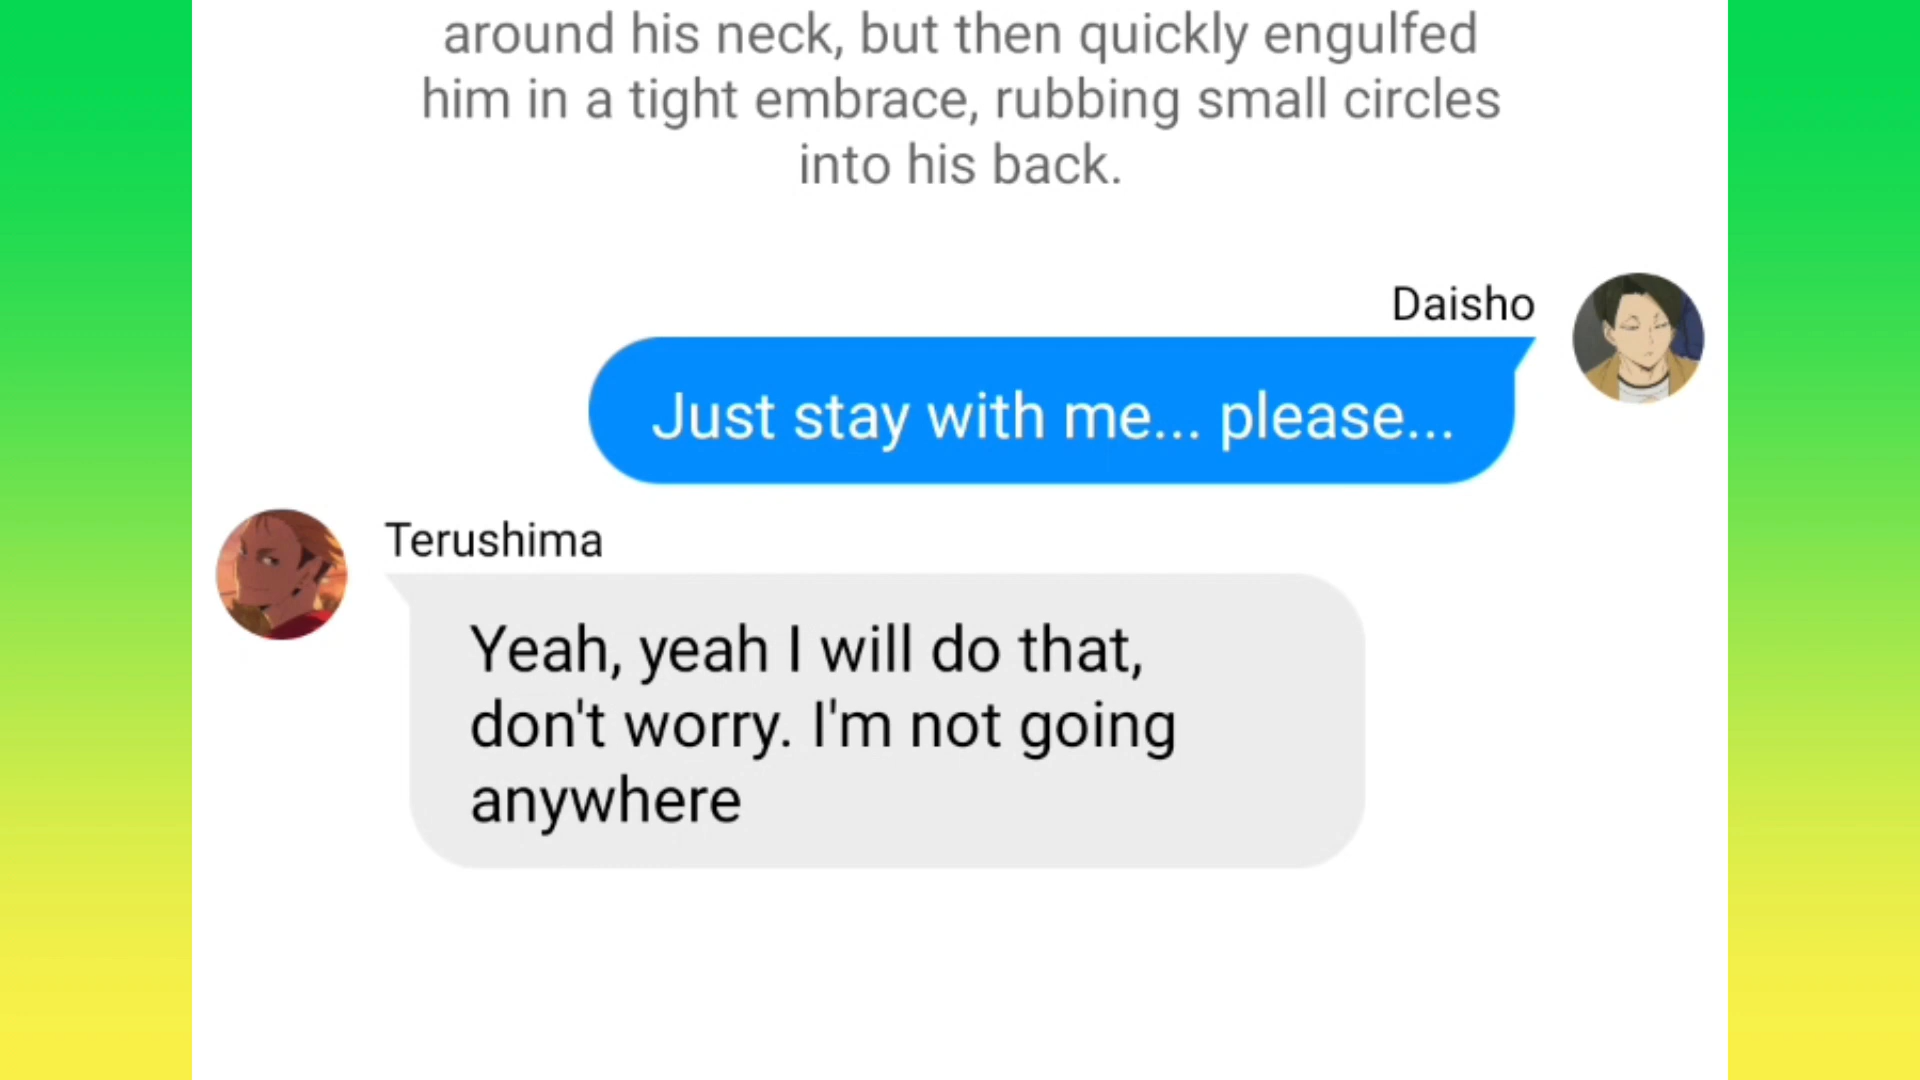 around his neck, but then quickly engulfed
him in a tight embrace, rubbing small circles
into his back.
Daisho
Just stay with me... please...
Terushima
Yeah, yeah I will do that,
don't worry. I'm not going
anywhere